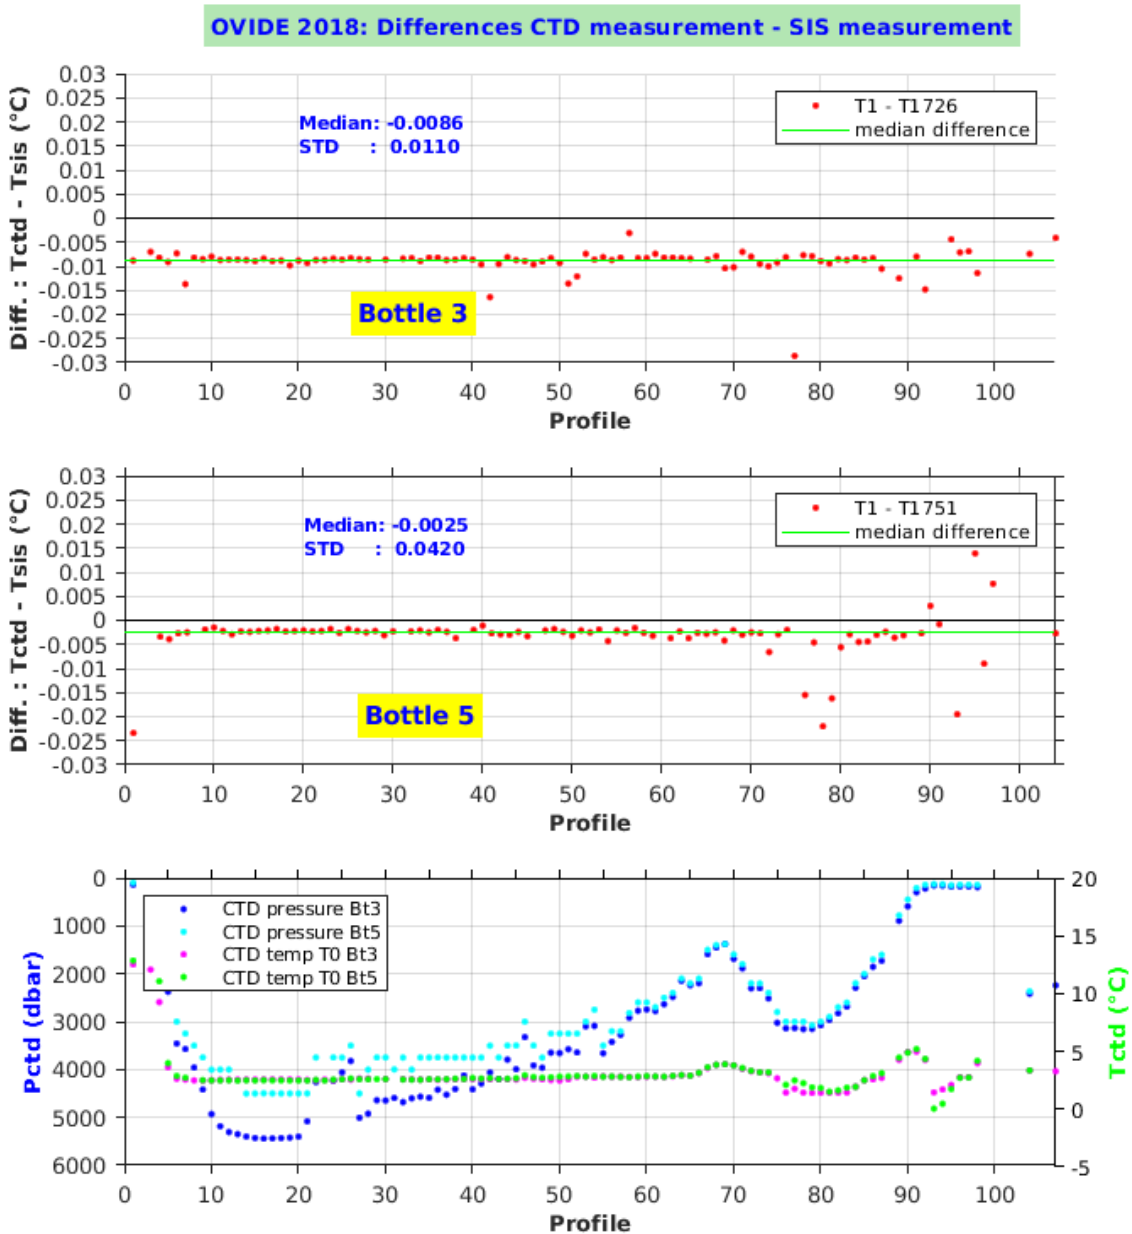 OVIDE 2018: Differences CTD measurement - SIS measurement
Diff. : Tctd - Tsis (°C)
0.03
0.025
0.02
0.015
0.01
0.005
0
-0.005
-0.01
-0.015
-0.02
-0.025
-0.03
Median: -0.0086
STD : 0.0110
T1 - T1726
median difference
Bottle 3
0 10 20 30 40 50 60 70 80 90 100
Profile
Diff. : Tctd - Tsis (°C)
0.03
0.025
0.02
0.015
0.01
0.005
0
-0.005
-0.01
-0.015
-0.02
-0.025
-0.03
Median: -0.0025
STD : 0.0420
T1 - T1751
median difference
Bottle 5
0 10 20 30 40 50 60 70 80 90 100
Profile
Pctd (dbar)
0
1000
2000
3000
4000
5000
6000
CTD pressure Bt3
CTD pressure Bt5
CTD temp T0 Bt3
CTD temp T0 Bt5
20
15
10
5
0
-5
Tctd (°C)
0 10 20 30 40 50 60 70 80 90 100
Profile